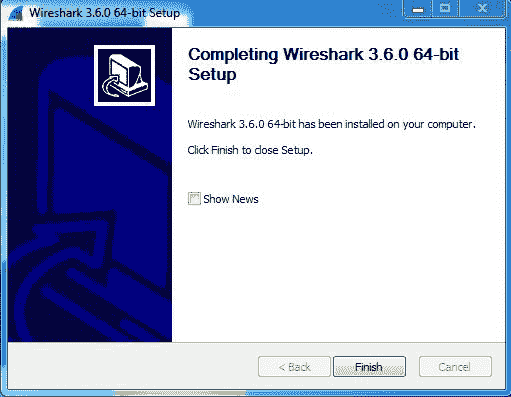 Wireshark 3.6.0 64-bit Setup
Completing Wireshark 3.6.0 64-bit
Setup
Wireshark 3.6.0 64-bit has been installed on your computer.
Click Finish to close Setup.
Show News
< Back
Finish
Cancel